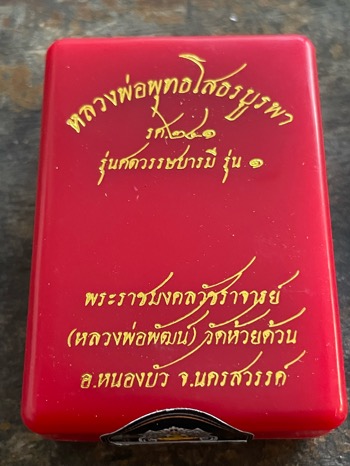 หลวงพ่อพุทธโสธรบูรพา
รศ.๒๔๑
รุ่นศตวรรษบารมี รุ่น ๑
พระราชมงคลวัชราจารย์
(หลวงพ่อพัฒน์) วัดห้วยด้วน
อ.หนองบัว จ.นครสวรรค์